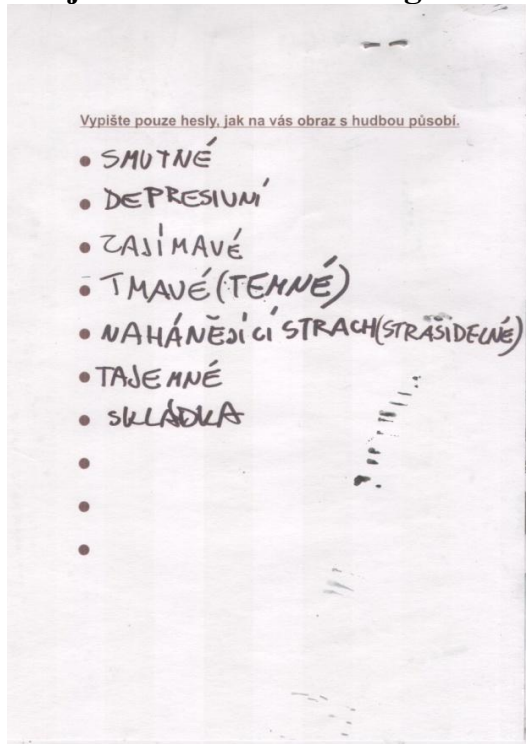 Vypište pouze hesly, jak na vás obraz s hudbou působí.
• SMUTNÉ
• DEPRESIVNÍ
• ZAJÍMAVÉ
• TMAVÉ (TEMNÉ)
• NAHÁNĚJÍCÍ STRACH (STRAŠIDELNÉ)
• TAJEMNÉ
• SKLÁDKA
•
•
•